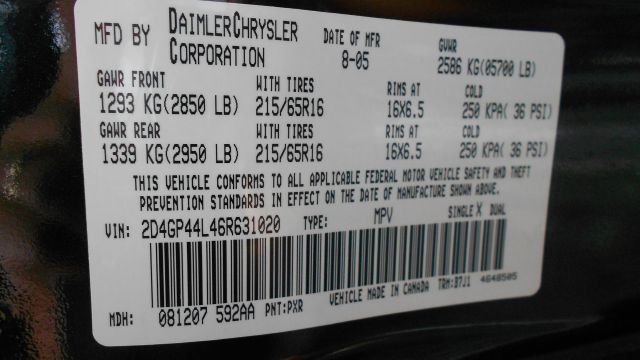 MFD BY DAIMLERCHRYSLER CORPORATION DATE OF MFR 8-05 GVWR 2586 KG(05700 LB)
GAWR FRONT WITH TIRES RIMS AT COLD
1293 KG(2850 LB) 215/65R16 16X6.5 250 KPA( 36 PSI)
GAWR REAR WITH TIRES RIMS AT COLD
1339 KG(2950 LB) 215/65R16 16X6.5 250 KPA( 36 PSI)
THIS VEHICLE CONFORMS TO ALL APPLICABLE FEDERAL MOTOR VEHICLE SAFETY AND THEFT
PREVENTION STANDARDS IN EFFECT ON THE DATE OF MANUFACTURE SHOWN ABOVE.
VIN: 2D4GP44L46R631020 TYPE: MPV SINGLE X DUAL
MDH: 081207 592AA PNT:PXR VEHICLE MADE IN CANADA TRM:B7J1 4648505